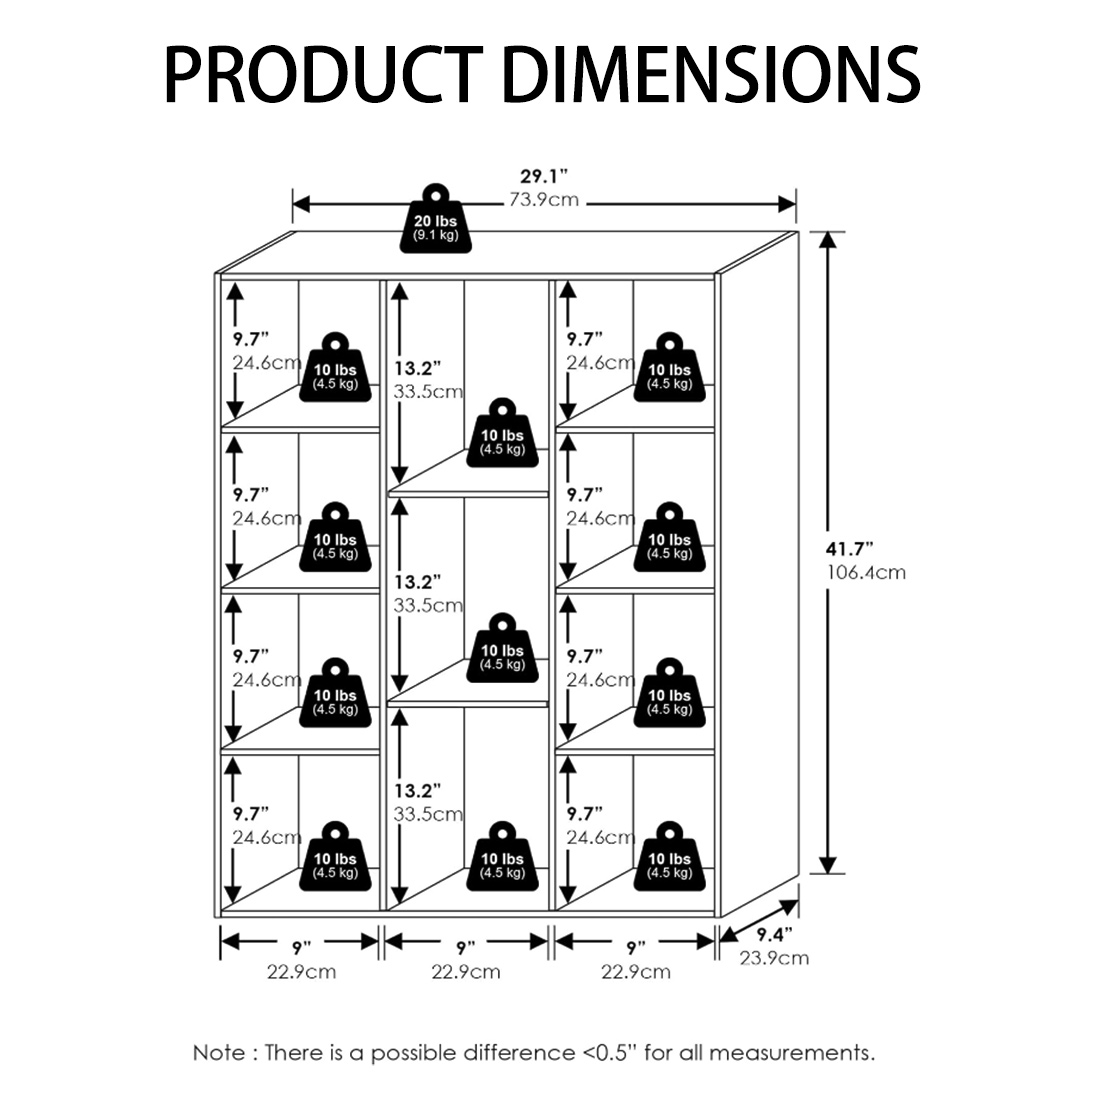 PRODUCT DIMENSIONS
29.1”
73.9cm
20 lbs
(9.1 kg)
9.7”
24.6cm
10 lbs
(4.5 kg)
13.2”
33.5cm
10 lbs
(4.5 kg)
9.7”
24.6cm
10 lbs
(4.5 kg)
9.7”
24.6cm
10 lbs
(4.5 kg)
13.2”
33.5cm
10 lbs
(4.5 kg)
9.7”
24.6cm
10 lbs
(4.5 kg)
41.7”
106.4cm
9.7”
24.6cm
10 lbs
(4.5 kg)
9.7”
24.6cm
10 lbs
(4.5 kg)
9.7”
24.6cm
10 lbs
(4.5 kg)
13.2”
33.5cm
10 lbs
(4.5 kg)
9.7”
24.6cm
10 lbs
(4.5 kg)
9”
22.9cm
9”
22.9cm
9”
22.9cm
9.4”
23.9cm
Note : There is a possible difference <0.5” for all measurements.